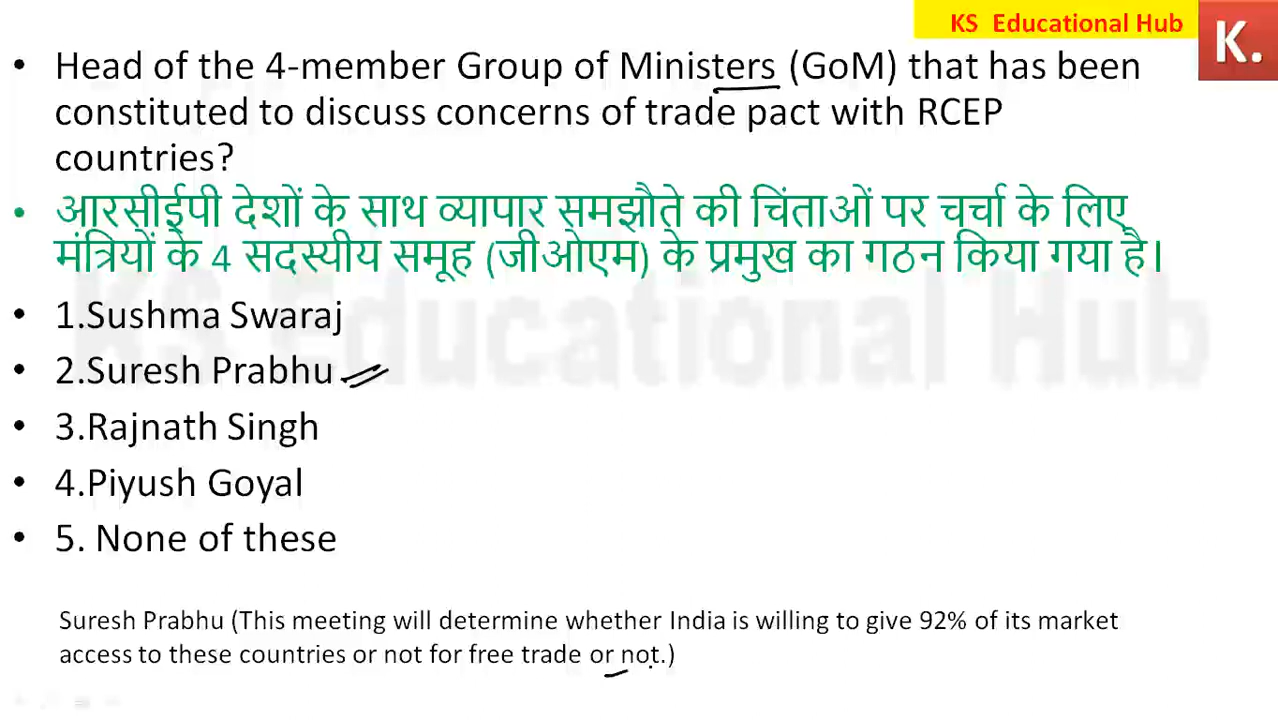 KS Educational Hub
K.
• Head of the 4-member Group of Ministers (GoM) that has been
constituted to discuss concerns of trade pact with RCEP
countries?
• आरसीईपी देशों के साथ व्यापार समझौते की चिंताओं पर चर्चा के लिए
मंत्रियों के 4 सदस्यीय समूह (जीओएम) के प्रमुख का गठन किया गया है।
• 1.Sushma Swaraj
• 2.Suresh Prabhu
• 3.Rajnath Singh
• 4.Piyush Goyal
• 5. None of these
KS Educational Hub
Suresh Prabhu (This meeting will determine whether India is willing to give 92% of its market
access to these countries or not for free trade or not.)